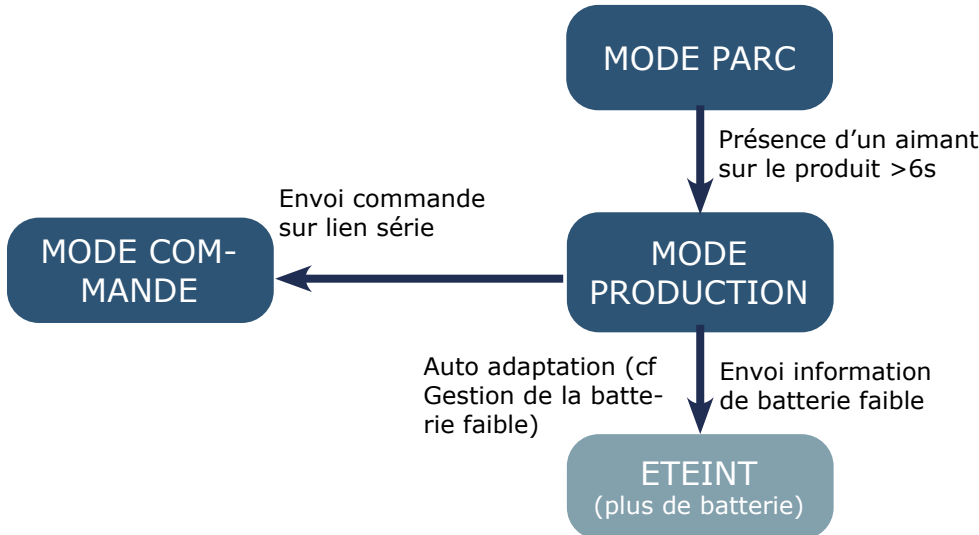 MODE PARC
Présence d’un aimant
sur le produit >6s
Envoi commande
sur lien série
MODE COM-
MANDE
MODE
PRODUCTION
Auto adaptation (cf
Gestion de la batte-
rie faible)
Envoi information
de batterie faible
ETEINT
(plus de batterie)